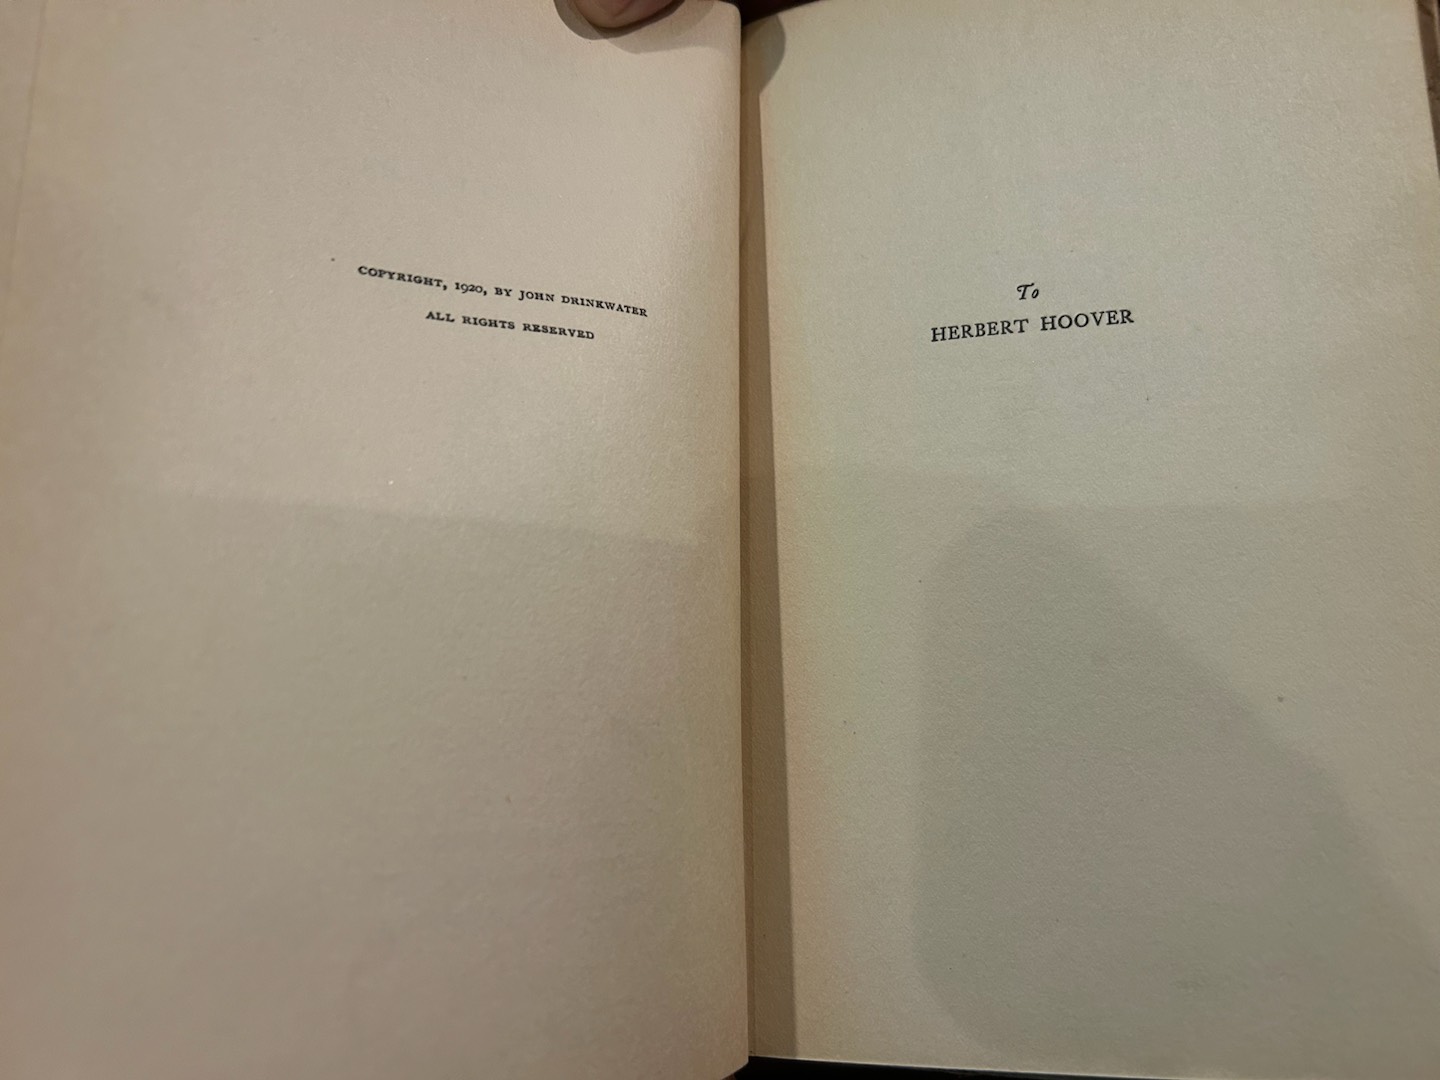 COPYRIGHT, 1920, BY JOHN DRINKWATER
ALL RIGHTS RESERVED
To
HERBERT HOOVER